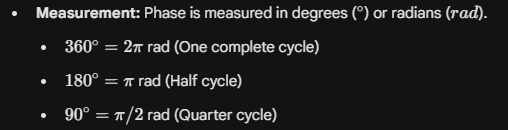 • Measurement: Phase is measured in degrees (°) or radians (rad).
• 360° = 2π rad (One complete cycle)
• 180° = π rad (Half cycle)
• 90° = π/2 rad (Quarter cycle)